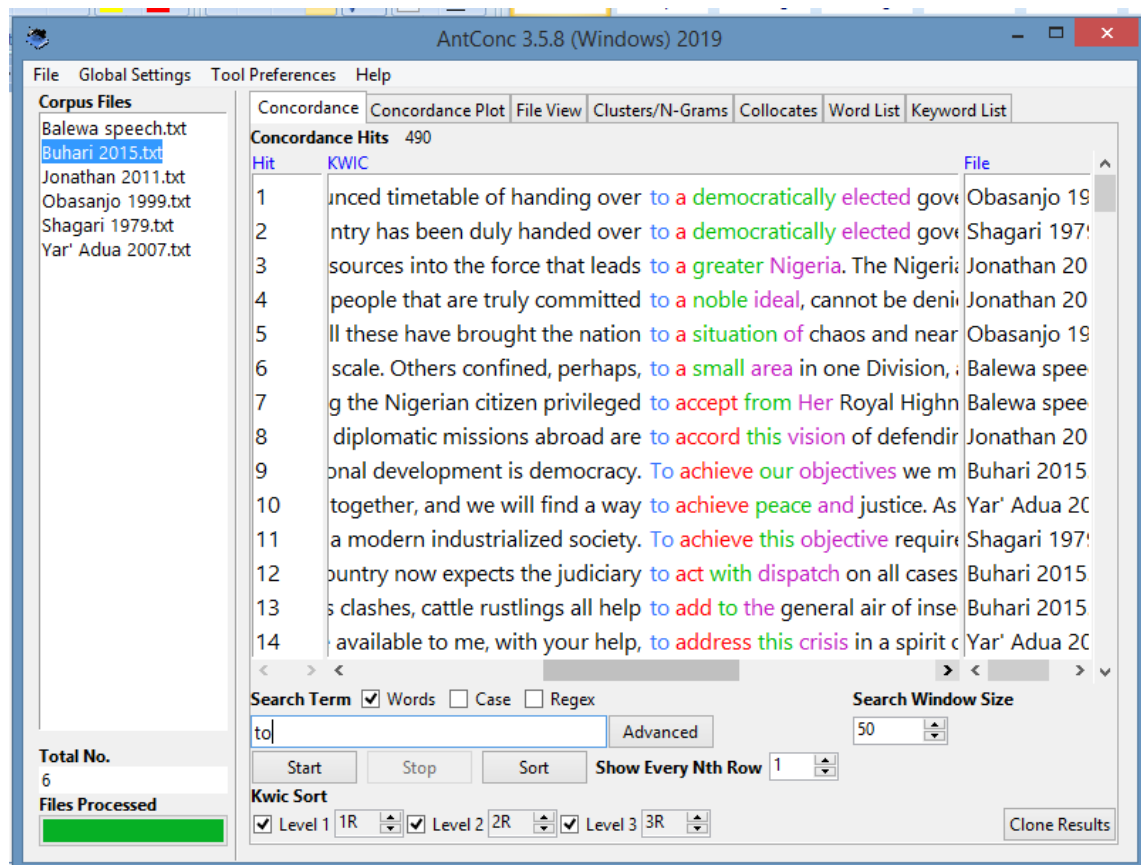 AntConc 3.5.8 (Windows) 2019
File Global Settings Tool Preferences Help
Corpus Files
Balewa speech.txt
Buhari 2015.txt
Jonathan 2011.txt
Obasanjo 1999.txt
Shagari 1979.txt
Yar' Adua 2007.txt
Total No.
6
Files Processed
Concordance Concordance Plot File View Clusters/N-Grams Collocates Word List Keyword List
Concordance Hits 490
Hit KWIC File
1 timetable of handing over to a democratically elected Obasanjo 19
2 has been duly handed over to a democratically elected Shagari 1979
3 sources into the force that leads to a greater Nigeria. The Jonathan 20
4 people that are truly committed to a noble ideal, cannot be Jonathan 20
5 these have brought the nation to a situation of chaos and near Obasanjo 19
6 scale. Others confined, perhaps, to a small area in one Division, Balewa spee
7 g the Nigerian citizen privileged to accept from Her Royal Highn Balewa spee
8 diplomatic missions abroad are to accord this vision of Jonathan 20
9 development is democracy. To achieve our objectives we m Buhari 2015.
10 together, and we will find a way to achieve peace and justice. As Yar' Adua 20
11 a modern industrialized society. To achieve this objective require Shagari 1979
12 now expects the judiciary to act with dispatch on all cases Buhari 2015.
13 s clashes, cattle rustlings all help to add to the general air of inse Buhari 2015.
14 available to me, with your help, to address this crisis in a spirit Yar' Adua 20
Search Term Words Case Regex Search Window Size
to Advanced 50
Start Stop Sort Show Every Nth Row 1
Kwic Sort
Level 1 1R Level 2 2R Level 3 3R Clone Results